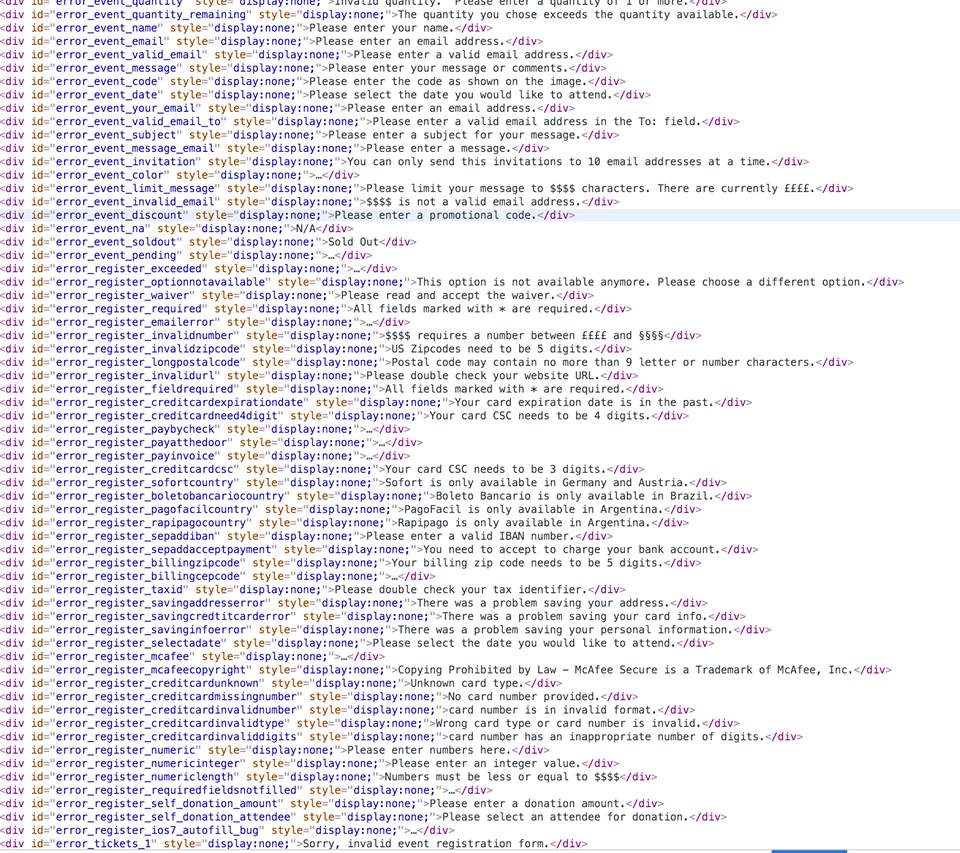 <div id="error_event_quantity" style="display:none;">Invalid quantity. Please enter a quantity of 1 or more.</div>
<div id="error_event_quantity_remaining" style="display:none;">The quantity you chose exceeds the quantity available.</div>
<div id="error_event_name" style="display:none;">Please enter your name.</div>
<div id="error_event_email" style="display:none;">Please enter an email address.</div>
<div id="error_event_valid_email" style="display:none;">Please enter a valid email address.</div>
<div id="error_event_message" style="display:none;">Please enter your message or comments.</div>
<div id="error_event_code" style="display:none;">Please enter the code as shown on the image.</div>
<div id="error_event_date" style="display:none;">Please select the date you would like to attend.</div>
<div id="error_event_your_email" style="display:none;">Please enter an email address.</div>
<div id="error_event_valid_email_to" style="display:none;">Please enter a valid email address in the To: field.</div>
<div id="error_event_subject" style="display:none;">Please enter a subject for your message.</div>
<div id="error_event_message_email" style="display:none;">Please enter a message.</div>
<div id="error_event_invitation" style="display:none;">You can only send this invitations to 10 email addresses at a time.</div>
<div id="error_event_color" style="display:none;">…</div>
<div id="error_event_limit_message" style="display:none;">Please limit your message to $$$$ characters. There are currently ££££.</div>
<div id="error_event_invalid_email" style="display:none;">$$$$ is not a valid email address.</div>
<div id="error_event_discount" style="display:none;">Please enter a promotional code.</div>
<div id="error_event_na" style="display:none;">N/A</div>
<div id="error_event_soldout" style="display:none;">Sold Out</div>
<div id="error_event_pending" style="display:none;">…</div>
<div id="error_register_exceeded" style="display:none;">…</div>
<div id="error_register_optionnotavailable" style="display:none;">This option is not available anymore. Please choose a different option.</div>
<div id="error_register_waiver" style="display:none;">Please read and accept the waiver.</div>
<div id="error_register_required" style="display:none;">All fields marked with * are required.</div>
<div id="error_register_emailerror" style="display:none;">…</div>
<div id="error_register_invalidnumber" style="display:none;">$$$$ requires a number between ££££ and §§§§</div>
<div id="error_register_invalidzipcode" style="display:none;">US Zipcodes need to be 5 digits.</div>
<div id="error_register_longpostalcode" style="display:none;">Postal code may contain no more than 9 letter or number characters.</div>
<div id="error_register_invalidurl" style="display:none;">Please double check your website URL.</div>
<div id="error_register_fieldrequired" style="display:none;">All fields marked with * are required.</div>
<div id="error_register_creditcardexpirationdate" style="display:none;">Your card expiration date is in the past.</div>
<div id="error_register_creditcardneed4digit" style="display:none;">Your card CSC needs to be 4 digits.</div>
<div id="error_register_paybycheck" style="display:none;">…</div>
<div id="error_register_payatthedoor" style="display:none;">…</div>
<div id="error_register_payinvoice" style="display:none;">…</div>
<div id="error_register_creditcardcsc" style="display:none;">Your card CSC needs to be 3 digits.</div>
<div id="error_register_sofortcountry" style="display:none;">Sofort is only available in Germany and Austria.</div>
<div id="error_register_boletobancariocountry" style="display:none;">Boleto Bancario is only available in Brazil.</div>
<div id="error_register_pagofacilcountry" style="display:none;">PagoFacil is only available in Argentina.</div>
<div id="error_register_rapipagocountry" style="display:none;">Rapipago is only available in Argentina.</div>
<div id="error_register_sepaddiban" style="display:none;">Please enter a valid IBAN number.</div>
<div id="error_register_sepaddacceptpayment" style="display:none;">You need to accept to charge your bank account.</div>
<div id="error_register_billingzipcode" style="display:none;">Your billing zip code needs to be 5 digits.</div>
<div id="error_register_billingcepcode" style="display:none;">…</div>
<div id="error_register_taxid" style="display:none;">Please double check your tax identifier.</div>
<div id="error_register_savingaddresserror" style="display:none;">There was a problem saving your address.</div>
<div id="error_register_savingcredtitcarderror" style="display:none;">There was a problem saving your card info.</div>
<div id="error_register_savinginfoerror" style="display:none;">There was a problem saving your personal information.</div>
<div id="error_register_selectadate" style="display:none;">Please select the date you would like to attend.</div>
<div id="error_register_mcafee" style="display:none;">…</div>
<div id="error_register_mcafeecopyright" style="display:none;">Copying Prohibited by Law – McAfee Secure is a Trademark of McAfee, Inc.</div>
<div id="error_register_creditcardunknown" style="display:none;">Unknown card type.</div>
<div id="error_register_creditcardmissingnumber" style="display:none;">No card number provided.</div>
<div id="error_register_creditcardinvalidnumber" style="display:none;">card number is in invalid format.</div>
<div id="error_register_creditcardinvalidtype" style="display:none;">Wrong card type or card number is invalid.</div>
<div id="error_register_creditcardinvaliddigits" style="display:none;">card number has an inappropriate number of digits.</div>
<div id="error_register_numeric" style="display:none;">Please enter numbers here.</div>
<div id="error_register_numericinteger" style="display:none;">Please enter an integer value.</div>
<div id="error_register_numericlength" style="display:none;">Numbers must be less or equal to $$$$</div>
<div id="error_register_requiredfieldsnotfilled" style="display:none;">…</div>
<div id="error_register_self_donation_amount" style="display:none;">Please enter a donation amount.</div>
<div id="error_register_self_donation_attendee" style="display:none;">Please select an attendee for donation.</div>
<div id="error_register_ios7_autofill_bug" style="display:none;">…</div>
<div id="error_tickets_1" style="display:none;">Sorry, invalid event registration form.</div>